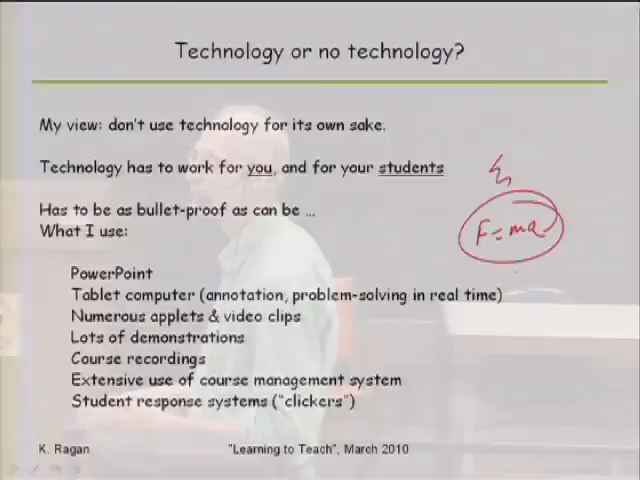 Technology or no technology?
My view: don't use technology for its own sake.
Technology has to work for you, and for your students
Has to be as bullet-proof as can be ...
What I use:
F=ma
PowerPoint
Tablet computer (annotation, problem-solving in real time)
Numerous applets & video clips
Lots of demonstrations
Course recordings
Extensive use of course management system
Student response systems ("clickers")
K. Ragan
"Learning to Teach", March 2010